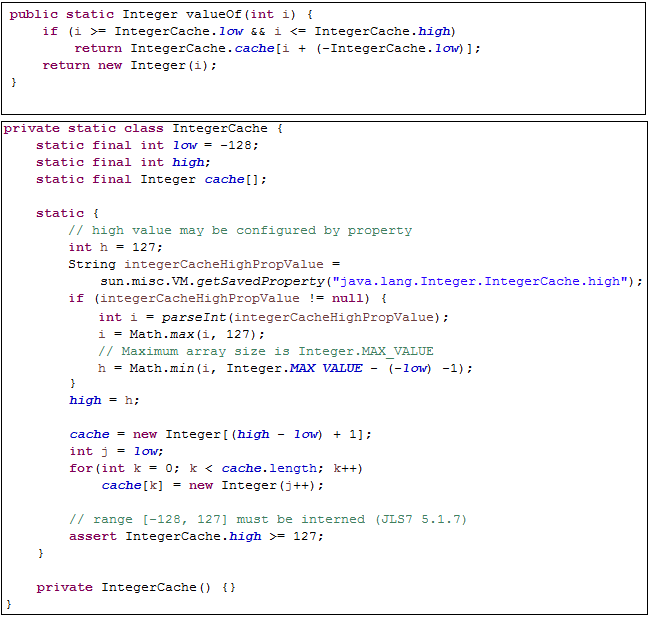 public static Integer valueOf(int i) {
    if (i >= IntegerCache.low && i <= IntegerCache.high)
        return IntegerCache.cache[i + (-IntegerCache.low)];
    return new Integer(i);
}
private static class IntegerCache {
    static final int low = -128;
    static final int high;
    static final Integer cache[];
    static {
        // high value may be configured by property
        int h = 127;
        String integerCacheHighPropValue =
            sun.misc.VM.getSavedProperty("java.lang.Integer.IntegerCache.high");
        if (integerCacheHighPropValue != null) {
            int i = parseInt(integerCacheHighPropValue);
            i = Math.max(i, 127);
            // Maximum array size is Integer.MAX_VALUE
            h = Math.min(i, Integer.MAX_VALUE - (-low) -1);
        }
        high = h;
        cache = new Integer[(high - low) + 1];
        int j = low;
        for(int k = 0; k < cache.length; k++)
            cache[k] = new Integer(j++);
        // range [-128, 127] must be interned (JLS7 5.1.7)
        assert IntegerCache.high >= 127;
    }
    private IntegerCache() {}
}